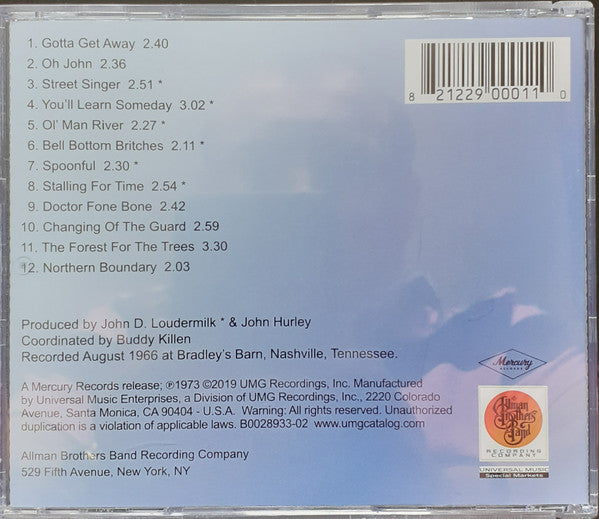 1. Gotta Get Away 2.40
2. Oh John 2.36
3. Street Singer 2.51 *
4. You'll Learn Someday 3.02 *
5. Ol' Man River 2.27 *
6. Bell Bottom Britches 2.11 *
7. Spoonful 2.30 *
8. Stalling For Time 2.54 *
9. Doctor Fone Bone 2.42
10. Changing Of The Guard 2.59
11. The Forest For The Trees 3.30
12. Northern Boundary 2.03
8 21229 00011 0
Produced by John D. Loudermilk * & John Hurley
Coordinated by Buddy Killen
Recorded August 1966 at Bradley's Barn, Nashville, Tennessee.
A Mercury Records release; ℗1973 ©2019 UMG Recordings, Inc. Manufactured
by Universal Music Enterprises, a Division of UMG Recordings, Inc., 2220 Colorado
Avenue, Santa Monica, CA 90404 - U.S.A. Warning: All rights reserved. Unauthorized
duplication is a violation of applicable laws. B0028933-02 www.umgcatalog.com
Allman Brothers Band Recording Company
529 Fifth Avenue, New York, NY
Mercury
RECORDS
The
Allman
Brothers
Band
RECORDING
COMPANY
UNIVERSAL MUSIC
Special Markets